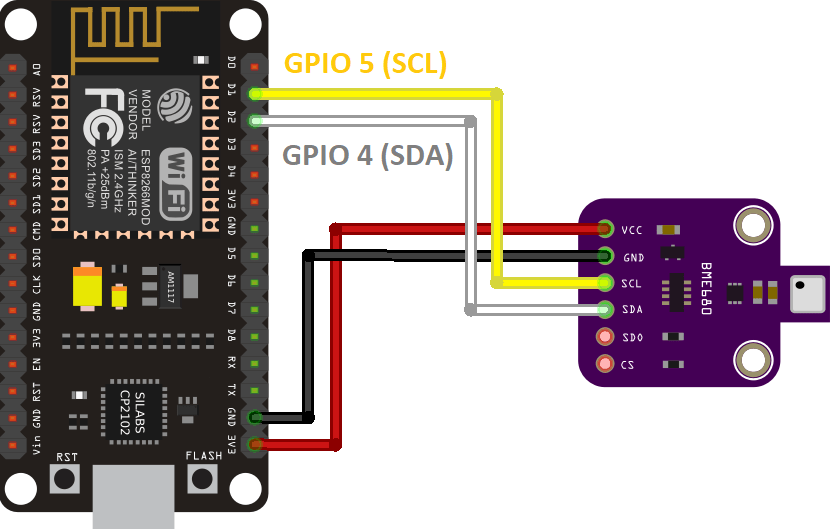 GPIO 5 (SCL)
GPIO 4 (SDA)
A0
RSV
RSV
SD3
SD2
SD1
CMD
SD0
CLK
GND
3V3
EN
RST
GND
Vin
D0
D1
D2
D3
D4
3V3
GND
D5
D6
D7
D8
RX
TX
GND
3V3
MODEL ESP8266MOD
VENDOR AI/THINKER
ISM 2.4GHz
PA +25dBm
802.11b/g/n
FC
Wi Fi
AM1117
SILABS
CP2102
RST
FLASH
VCC
GND
SCL
SDA
SDO
CS
BME680